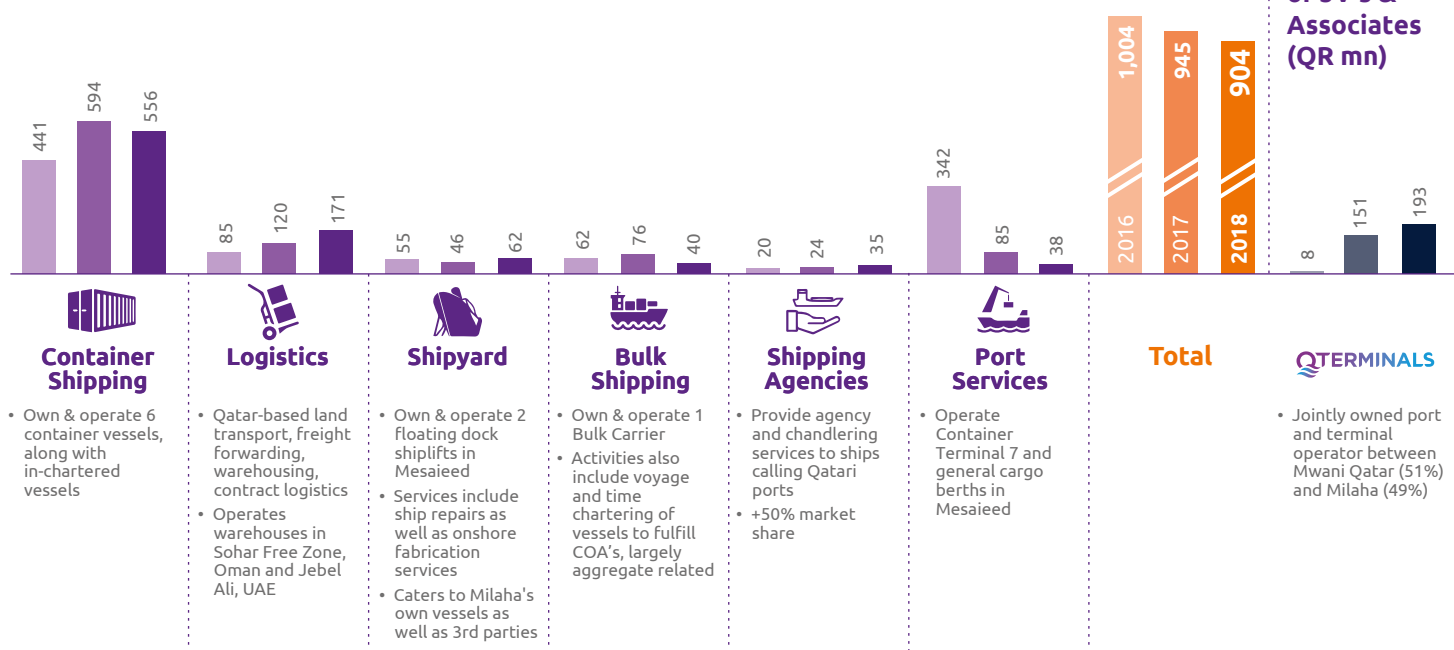 Associates
(QR mn)
441
594
556
85
120
171
55
46
62
62
76
40
20
24
35
342
85
38
1,004
945
904
2016
2017
2018
8
151
193
Container
Shipping
• Own & operate 6
container vessels,
along with
in-chartered
vessels
Logistics
• Qatar-based land
transport, freight
forwarding,
warehousing,
contract logistics
• Operates
warehouses in
Sohar Free Zone,
Oman and Jebel
Ali, UAE
Shipyard
• Own & operate 2
floating dock
shiplifts in
Mesaieed
• Services include
ship repairs as
well as onshore
fabrication
services
• Caters to Milaha's
own vessels as
well as 3rd parties
Bulk
Shipping
• Own & operate 1
Bulk Carrier
• Activities also
include voyage
and time
chartering of
vessels to fulfill
COA’s, largely
aggregate related
Shipping
Agencies
• Provide agency
and chandlering
services to ships
calling Qatari
ports
• +50% market
share
Port
Services
• Operate
Container
Terminal 7 and
general cargo
berths in
Mesaieed
Total
QTERMINALS
• Jointly owned port
and terminal
operator between
Mwani Qatar (51%)
and Milaha (49%)